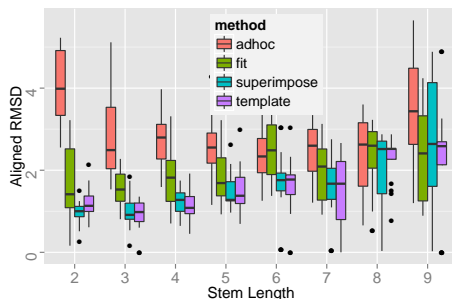 method
adhoc
fit
superimpose
template
Aligned RMSD
4
2
0
2 3 4 5 6 7 8 9
Stem Length